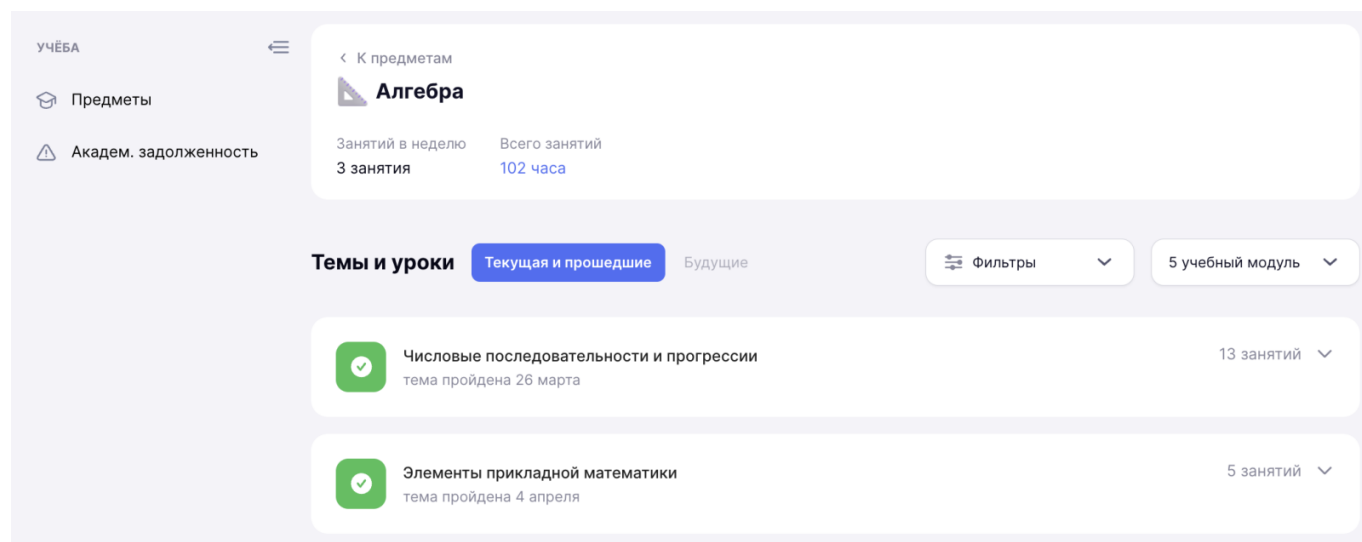 УЧЁБА
Предметы
Академ. задолженность
К предметам
Алгебра
Занятий в неделю Всего занятий
3 занятия 102 часа
Темы и уроки Текущая и прошедшие Будущие Фильтры 5 учебный модуль
Числовые последовательности и прогрессии 13 занятий
тема пройдена 26 марта
Элементы прикладной математики 5 занятий
тема пройдена 4 апреля